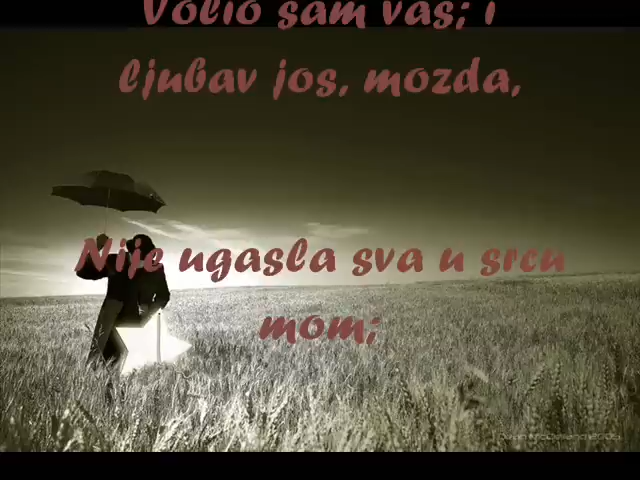 Volio sam vas; i
ljubav jos, mozda,
Nije ugasla sva u srcu
mom;